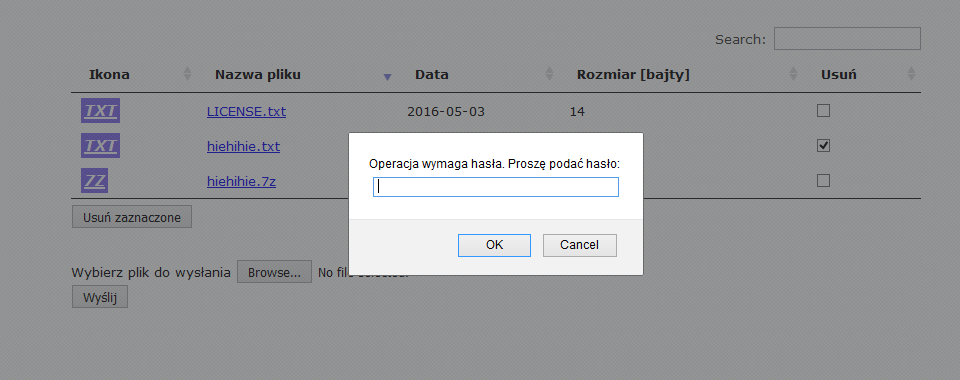 Search:
Ikona Nazwa pliku Data Rozmiar [bajty] Usuń
TXT LICENSE.txt 2016-05-03 14
TXT hiehihie.txt
7Z hiehihie.7z
Operacja wymaga hasła. Proszę podać hasło:
OK Cancel
Usuń zaznaczone
Wybierz plik do wysłania Browse... No file selected.
Wyślij